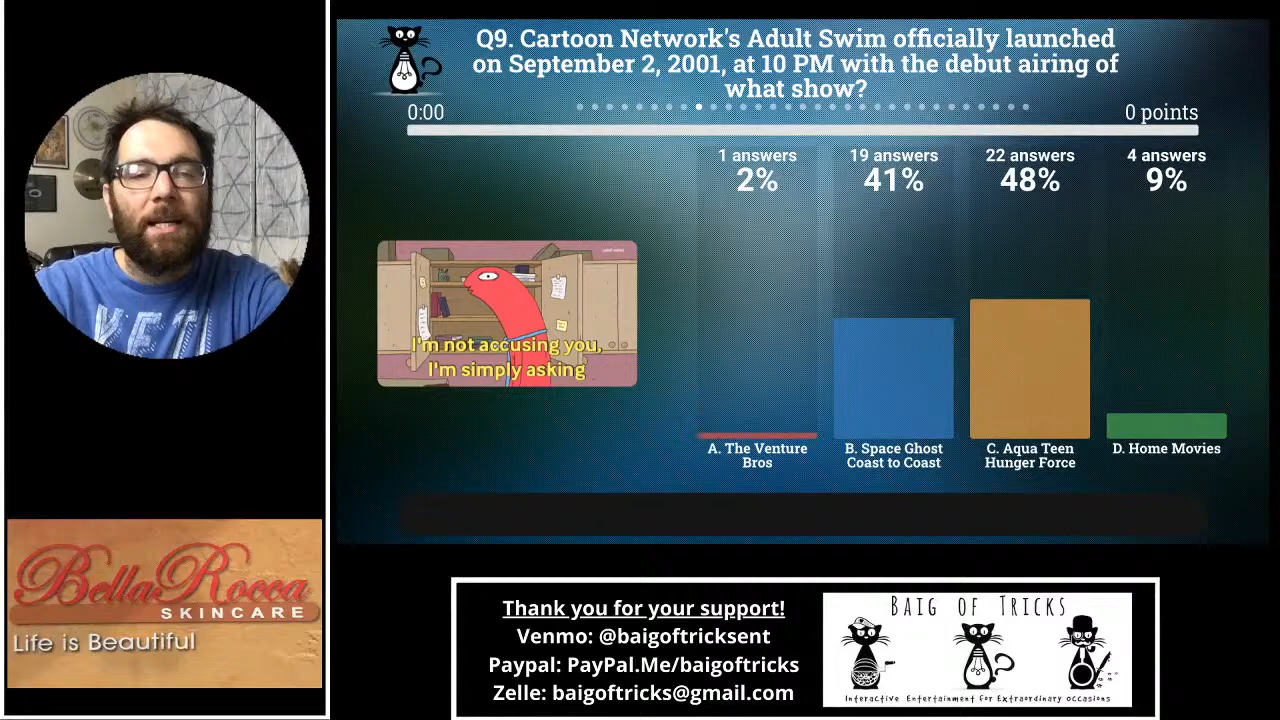 Q9. Cartoon Network's Adult Swim officially launched
on September 2, 2001, at 10 PM with the debut airing of
what show?
0:00
0 points
1 answers
2%
19 answers
41%
22 answers
48%
4 answers
9%
I'm not accusing you,
I'm simply asking
A. The Venture
Bros
B. Space Ghost
Coast to Coast
C. Aqua Teen
Hunger Force
D. Home Movies
BellaRocca
SKINCARE
Life is Beautiful
Thank you for your support!
Venmo: @baigoftricksent
Paypal: PayPal.Me/baigoftricks
Zelle: baigoftricks@gmail.com
BAIG OF TRICKS
Interactive Entertainment for Extraordinary occasions